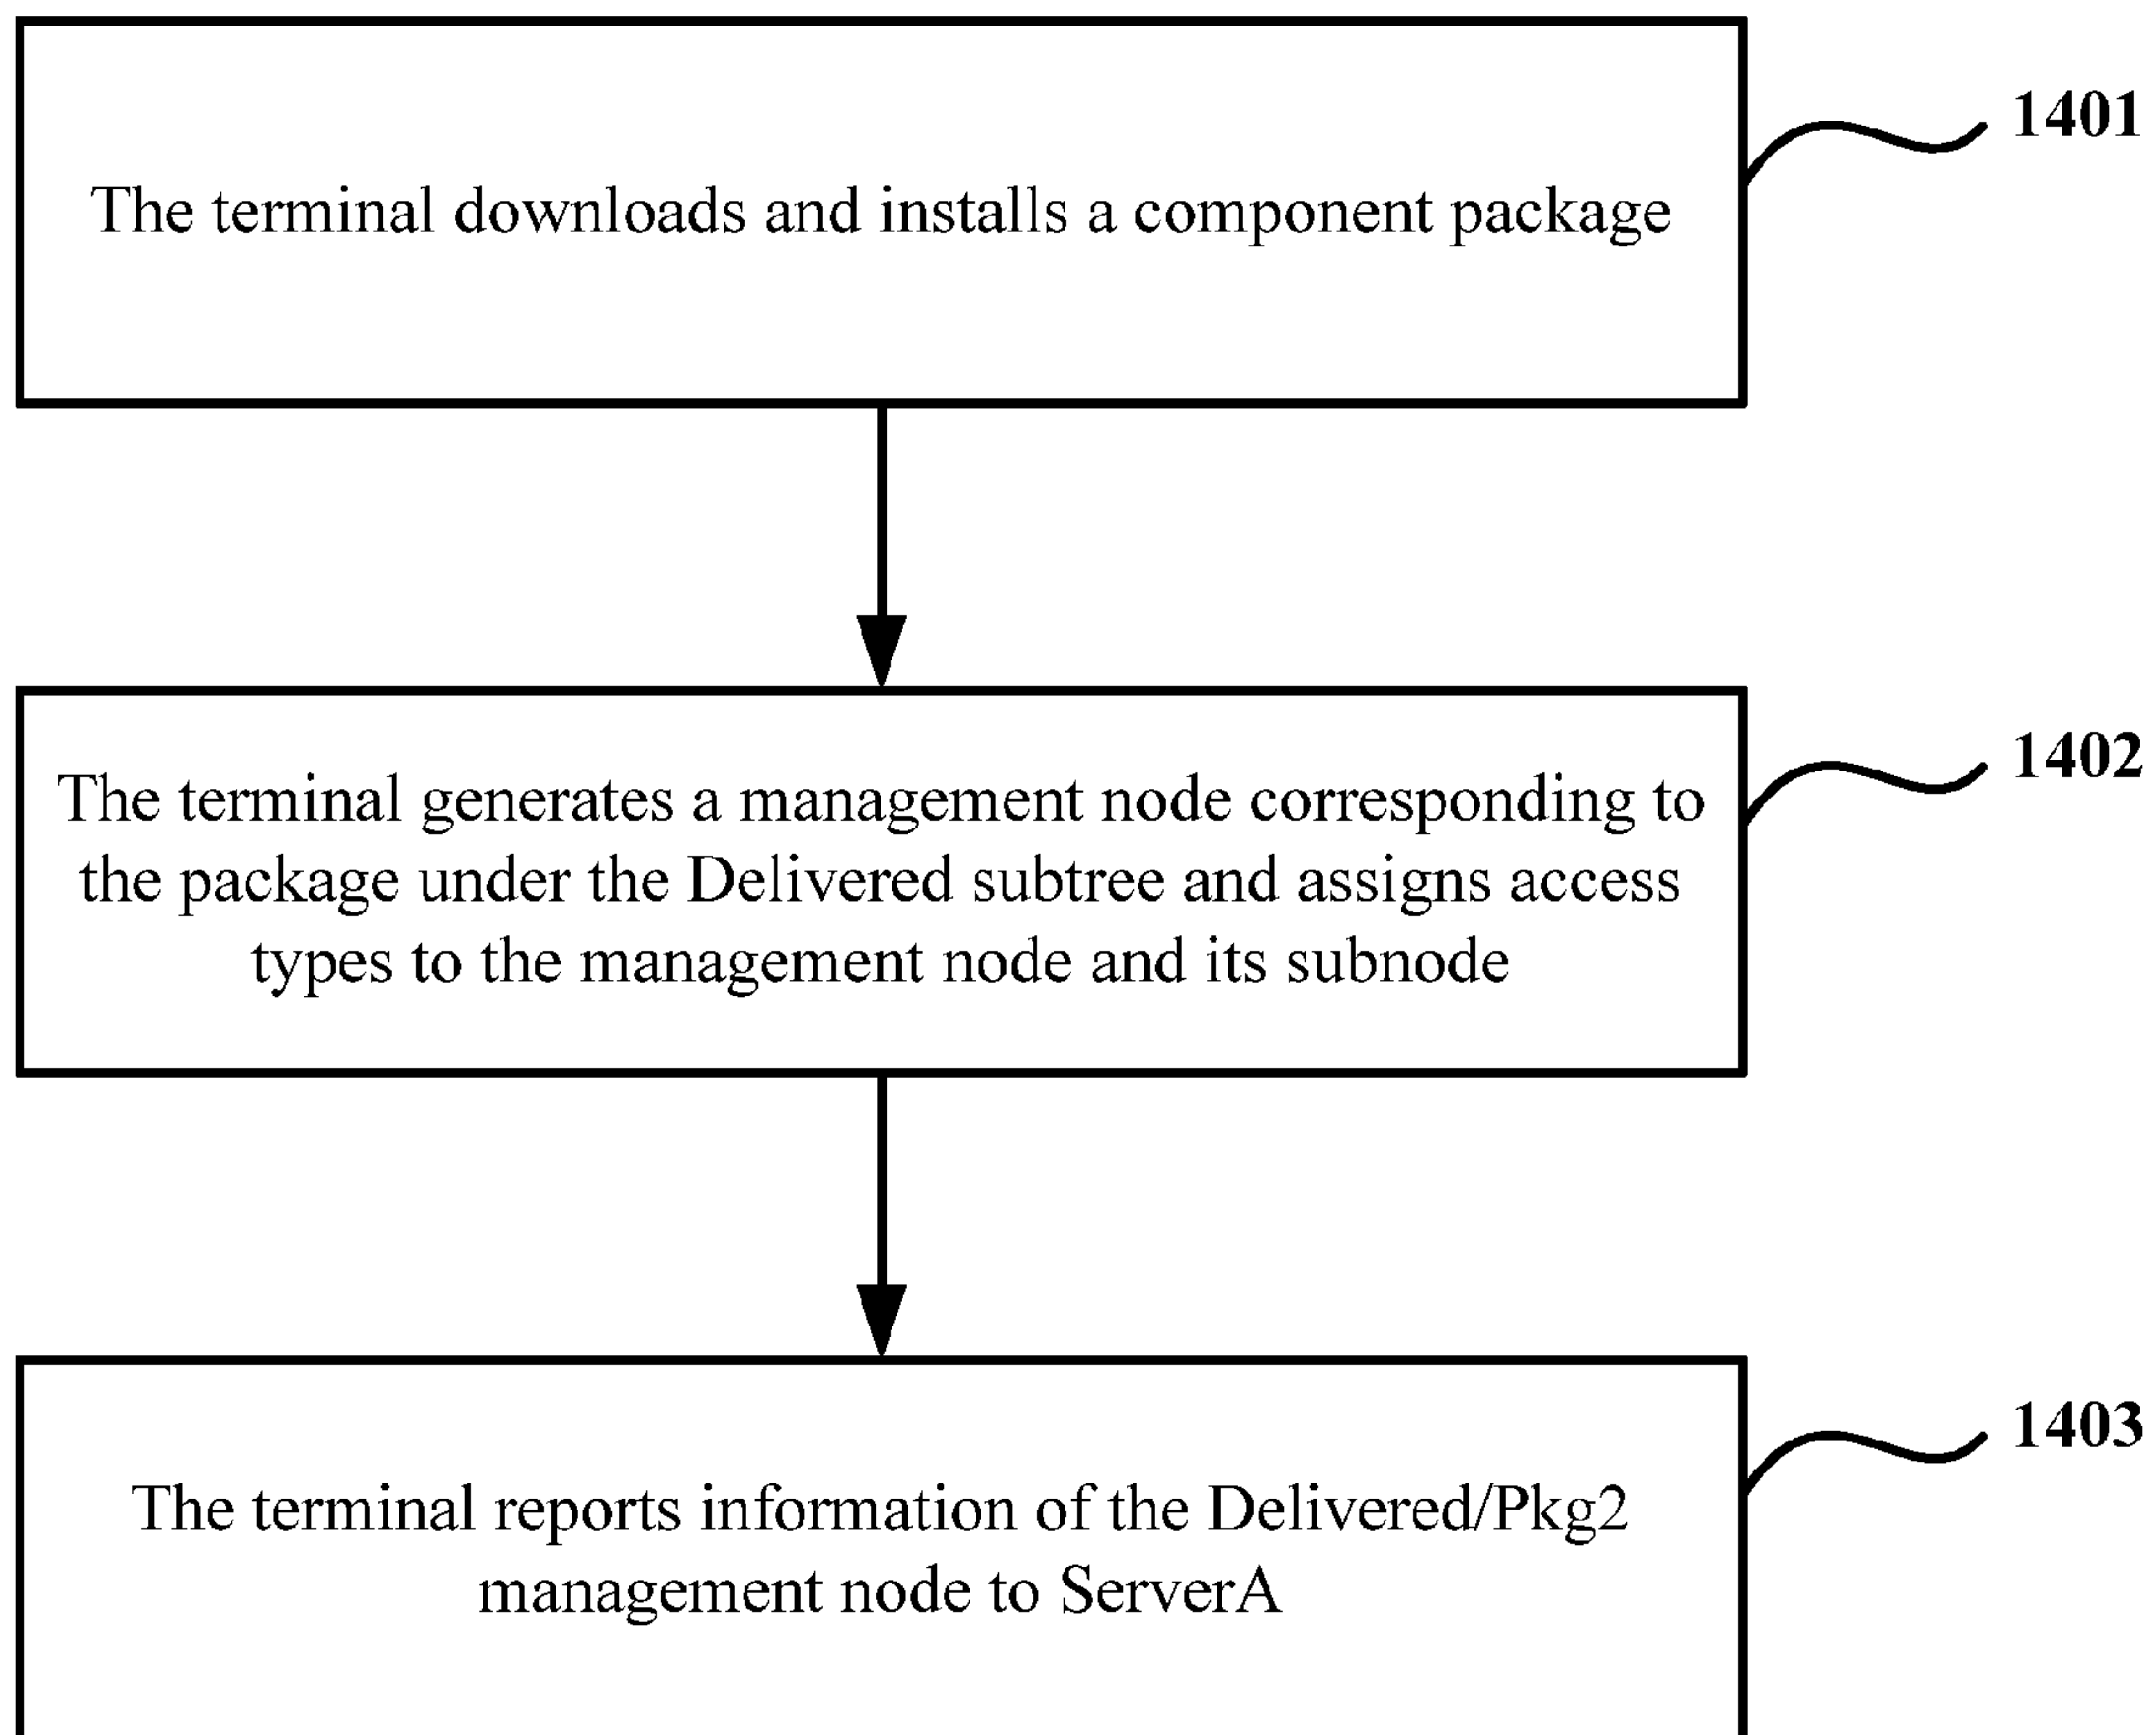 1401
The terminal downloads and installs a component package
1402
The terminal generates a management node corresponding to
the package under the Delivered subtree and assigns access
types to the management node and its subnode
1403
The terminal reports information of the Delivered/Pkg2
management node to ServerA